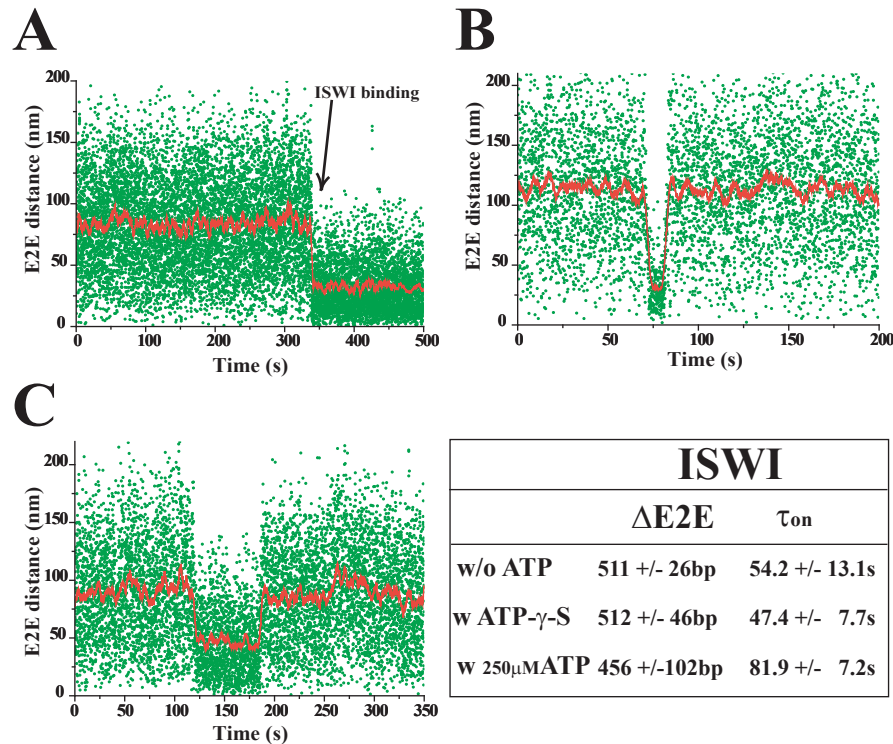 A
200
150
100
50
0
E2E distance (nm)
ISWI binding
0 100 200 300 400 500
Time (s)
B
200
150
100
50
0
E2E distance (nm)
0 50 100 150 200
Time (s)
C
200
150
100
50
0
E2E distance (nm)
0 50 100 150 200 250 300 350
Time (s)
ISWI
ΔE2E τon
w/o ATP 511 +/- 26bp 54.2 +/- 13.1s
w ATP-γ-S 512 +/- 46bp 47.4 +/- 7.7s
w 250μMATP 456 +/-102bp 81.9 +/- 7.2s